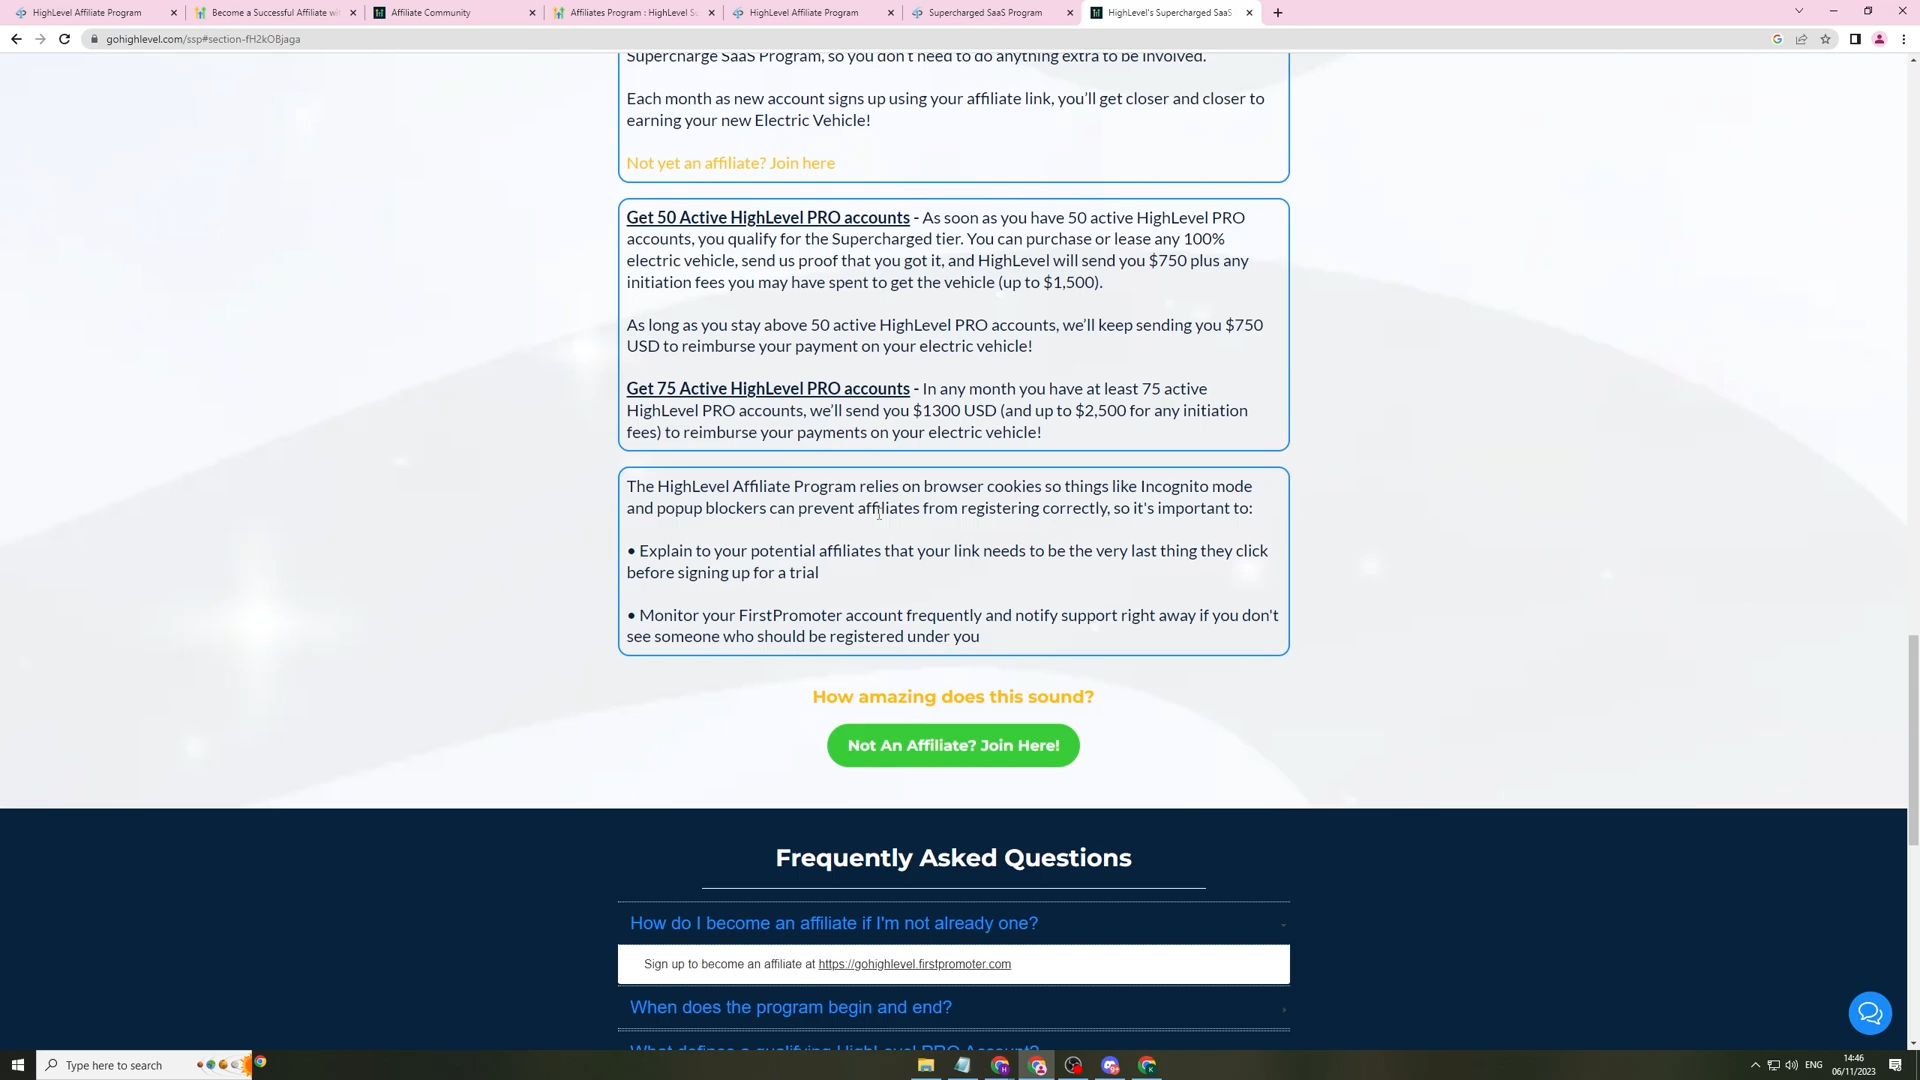 HighLevel Affiliate Program
Become a Successful Affiliate wi
Affiliate Community
Affiliates Program : HighLevel Su
HighLevel Affiliate Program
Supercharged SaaS Program
HighLevel's Supercharged SaaS
gohighlevel.com/ssp#section-fH2kOBjaga
Supercharge SaaS Program, so you don't need to do anything extra to be involved.
Each month as new account signs up using your affiliate link, you'll get closer and closer to
earning your new Electric Vehicle!
Not yet an affiliate? Join here
Get 50 Active HighLevel PRO accounts - As soon as you have 50 active HighLevel PRO
accounts, you qualify for the Supercharged tier. You can purchase or lease any 100%
electric vehicle, send us proof that you got it, and HighLevel will send you $750 plus any
initiation fees you may have spent to get the vehicle (up to $1,500).
As long as you stay above 50 active HighLevel PRO accounts, we'll keep sending you $750
USD to reimburse your payment on your electric vehicle!
Get 75 Active HighLevel PRO accounts - In any month you have at least 75 active
HighLevel PRO accounts, we'll send you $1300 USD (and up to $2,500 for any initiation
fees) to reimburse your payments on your electric vehicle!
The HighLevel Affiliate Program relies on browser cookies so things like Incognito mode
and popup blockers can prevent affiliates from registering correctly, so it's important to:
• Explain to your potential affiliates that your link needs to be the very last thing they click
before signing up for a trial
• Monitor your FirstPromoter account frequently and notify support right away if you don't
see someone who should be registered under you
How amazing does this sound?
Not An Affiliate? Join Here!
Frequently Asked Questions
How do I become an affiliate if I'm not already one?
Sign up to become an affiliate at https://gohighlevel.firstpromoter.com
When does the program begin and end?
What defines a qualifying HighLevel PRO Account?
Type here to search
ENG
14:46
06/11/2023